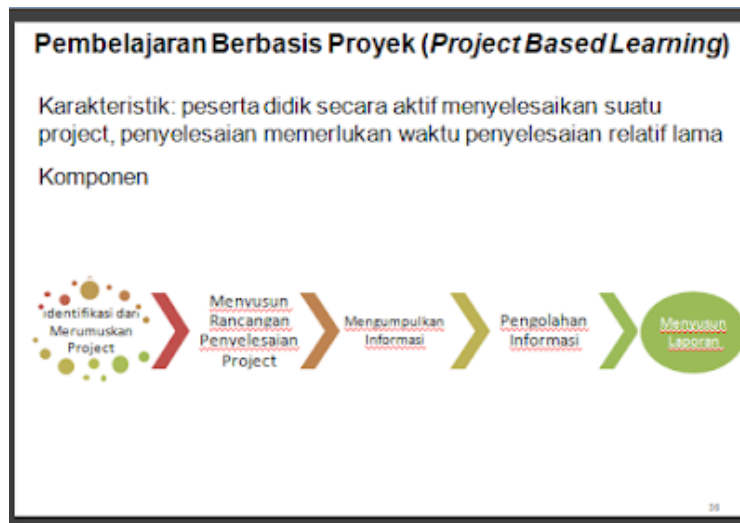 Pembelajaran Berbasis Proyek (Project Based Learning)
Karakteristik: peserta didik secara aktif menyelesaikan suatu
project, penyelesaian memerlukan waktu penyelesaian relatif lama
Komponen
identifikasi dan
Merumuskan
Project
Menyusun
Rancangan
Penyelesaian
Project
Mengumpulkan
Informasi
Pengolahan
Informasi
Menyusun
Laporan
36